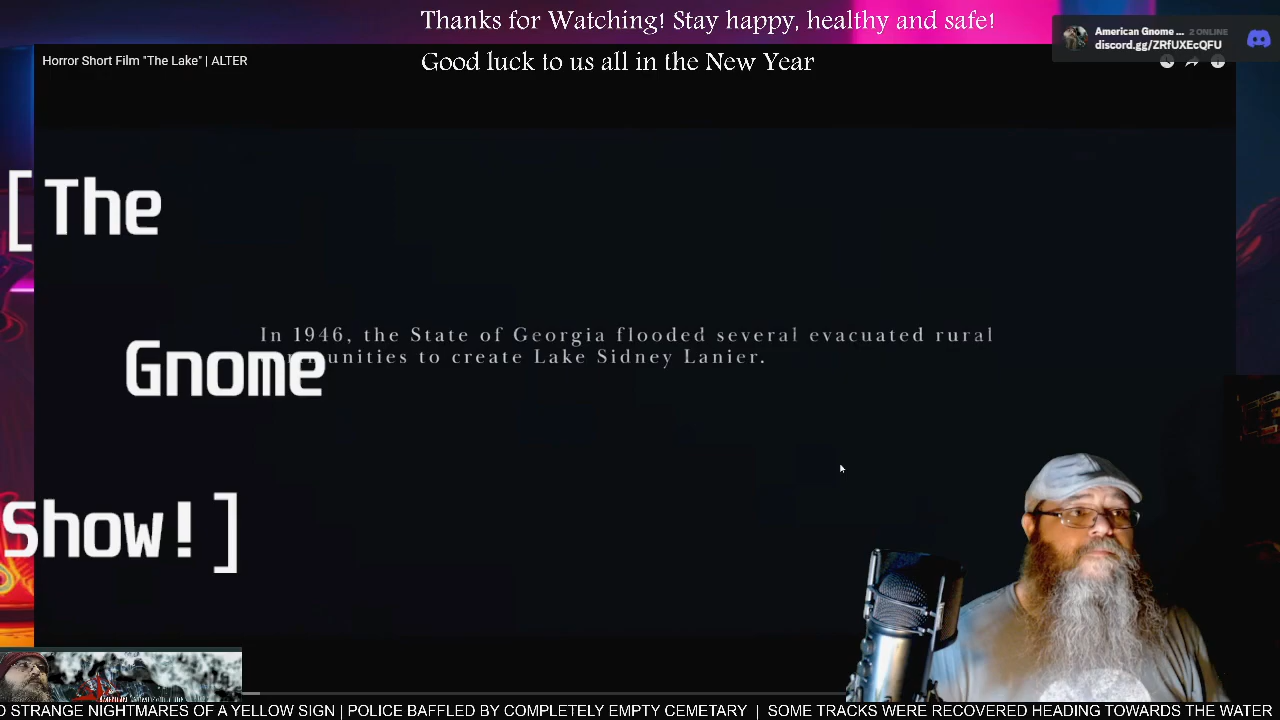 Thanks for Watching! Stay happy, healthy and safe!
American Gnome ... 2 ONLINE
discord.gg/ZRfUXEcQFU
Horror Short Film "The Lake" | ALTER
Good luck to us all in the New Year
[The
Gnome
Show!]
In 1946, the State of Georgia flooded several evacuated rural
to create Lake Sidney Lanier.
STRANGE NIGHTMARES OF A YELLOW SIGN | POLICE BAFFLED BY COMPLETELY EMPTY CEMETARY | SOME TRACKS WERE RECOVERED HEADING TOWARDS THE WATER